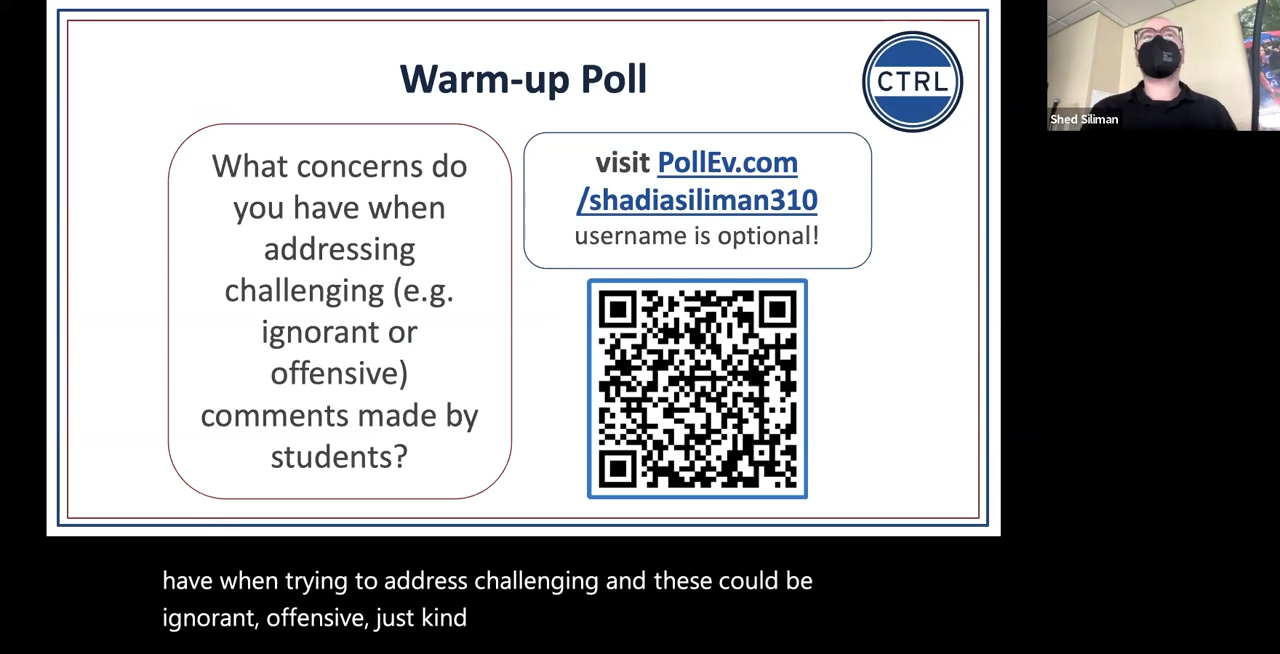 Warm-up Poll
CTRL
What concerns do
you have when
addressing
challenging (e.g.
ignorant or
offensive)
comments made by
students?
visit PollEv.com
/shadiasiliman310
username is optional!
Shed Siliman
have when trying to address challenging and these could be
ignorant, offensive, just kind